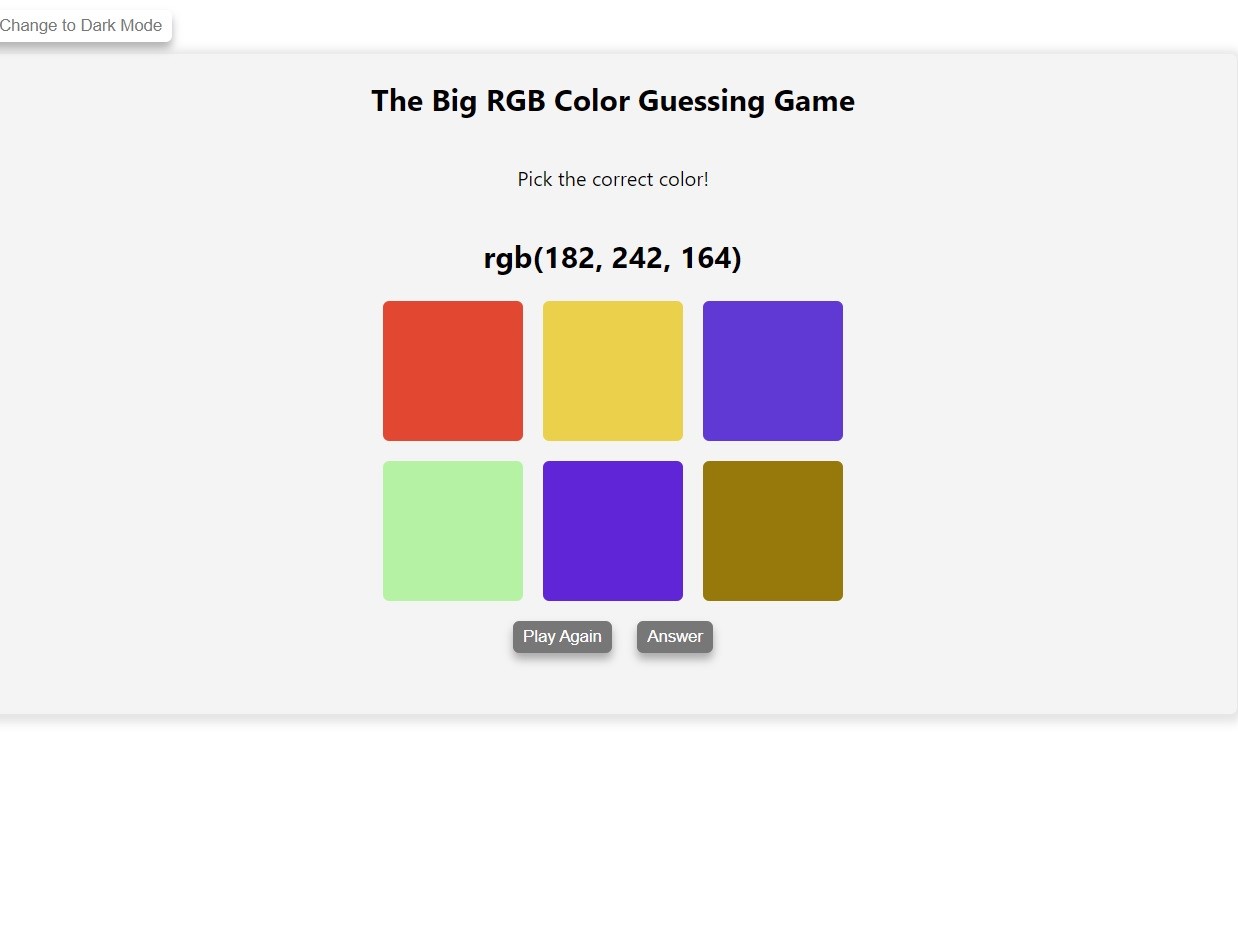 Change to Dark Mode
The Big RGB Color Guessing Game
Pick the correct color!
rgb(182, 242, 164)
Play Again
Answer